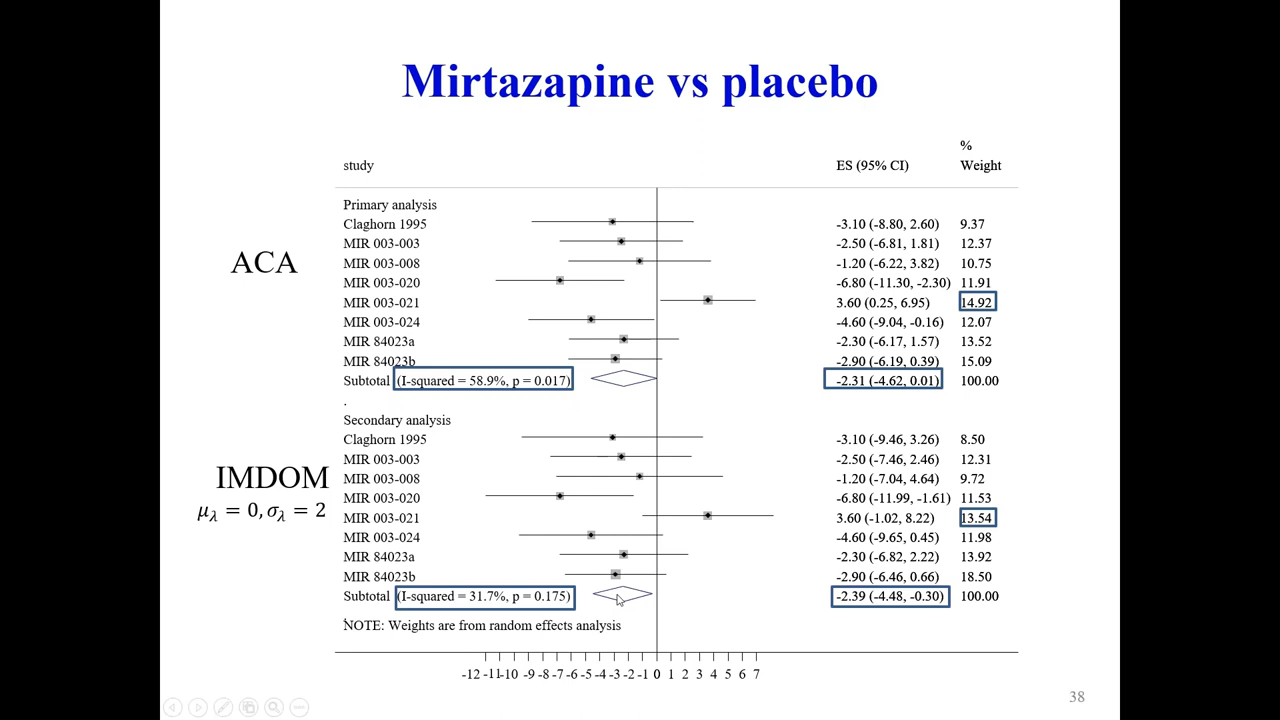 Mirtazapine vs placebo
%
study ES (95% CI) Weight
Primary analysis
Claghorn 1995 -3.10 (-8.80, 2.60) 9.37
MIR 003-003 -2.50 (-6.81, 1.81) 12.37
ACA
MIR 003-008 -1.20 (-6.22, 3.82) 10.75
MIR 003-020 -6.80 (-11.30, -2.30) 11.91
MIR 003-021 3.60 (0.25, 6.95) 14.92
MIR 003-024 -4.60 (-9.04, -0.16) 12.07
MIR 84023a -2.30 (-6.17, 1.57) 13.52
MIR 84023b -2.90 (-6.19, 0.39) 15.09
Subtotal (I-squared = 58.9%, p = 0.017) -2.31 (-4.62, 0.01) 100.00
.
Secondary analysis
Claghorn 1995 -3.10 (-9.46, 3.26) 8.50
MIR 003-003 -2.50 (-7.46, 2.46) 12.31
IMDOM
MIR 003-008 -1.20 (-7.04, 4.64) 9.72
MIR 003-020 -6.80 (-11.99, -1.61) 11.53
μλ = 0, σλ = 2
MIR 003-021 3.60 (-1.02, 8.22) 13.54
MIR 003-024 -4.60 (-9.65, 0.45) 11.98
MIR 84023a -2.30 (-6.82, 2.22) 13.92
MIR 84023b -2.90 (-6.46, 0.66) 18.50
Subtotal (I-squared = 31.7%, p = 0.175) -2.39 (-4.48, -0.30) 100.00
.
NOTE: Weights are from random effects analysis
-12 -11 -10 -9 -8 -7 -6 -5 -4 -3 -2 -1 0 1 2 3 4 5 6 7
38